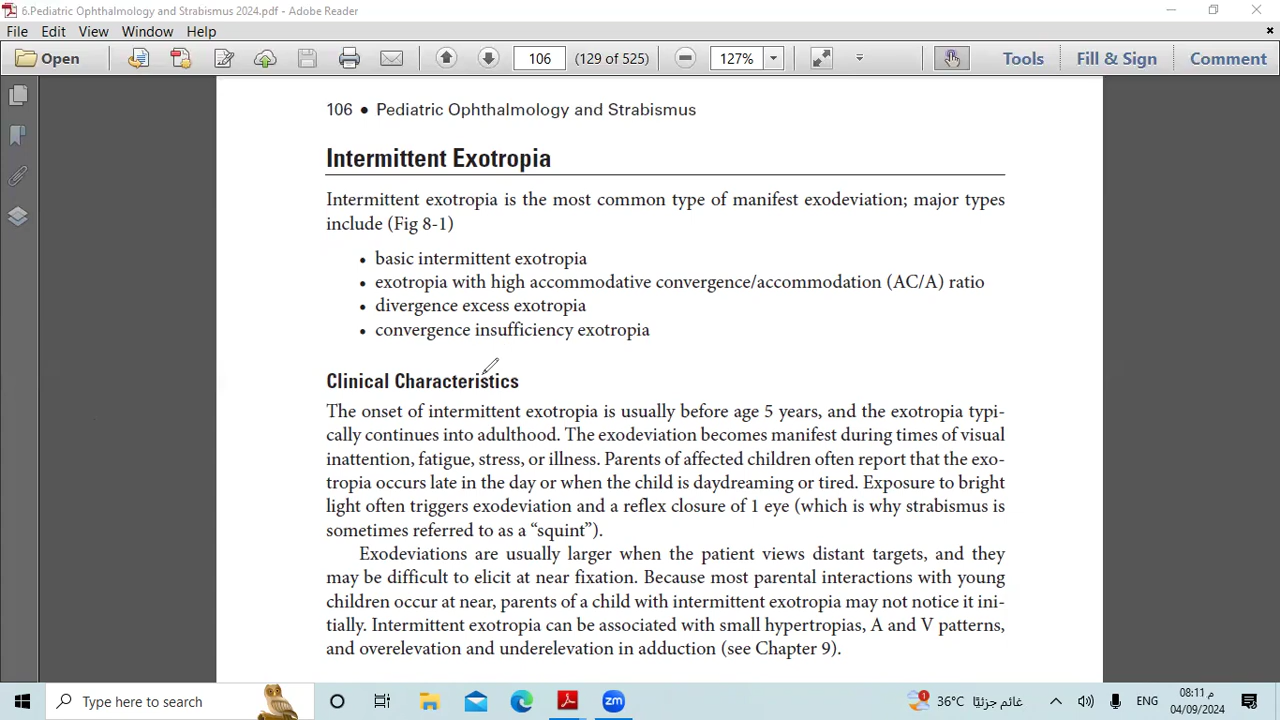 6.Pediatric Ophthalmology and Strabismus 2024.pdf - Adobe Reader
File Edit View Window Help
Open 106 (129 of 525) 127% Tools Fill & Sign Comment
106 • Pediatric Ophthalmology and Strabismus
Intermittent Exotropia
Intermittent exotropia is the most common type of manifest exodeviation; major types
include (Fig 8-1)
• basic intermittent exotropia
• exotropia with high accommodative convergence/accommodation (AC/A) ratio
• divergence excess exotropia
• convergence insufficiency exotropia
Clinical Characteristics
The onset of intermittent exotropia is usually before age 5 years, and the exotropia typi-
cally continues into adulthood. The exodeviation becomes manifest during times of visual
inattention, fatigue, stress, or illness. Parents of affected children often report that the exo-
tropia occurs late in the day or when the child is daydreaming or tired. Exposure to bright
light often triggers exodeviation and a reflex closure of 1 eye (which is why strabismus is
sometimes referred to as a “squint”).
Exodeviations are usually larger when the patient views distant targets, and they
may be difficult to elicit at near fixation. Because most parental interactions with young
children occur at near, parents of a child with intermittent exotropia may not notice it ini-
tially. Intermittent exotropia can be associated with small hypertropias, A and V patterns,
and overelevation and underelevation in adduction (see Chapter 9).
Type here to search zm 1 36°C غائم جزئيًا ENG 08:11 م
04/09/2024